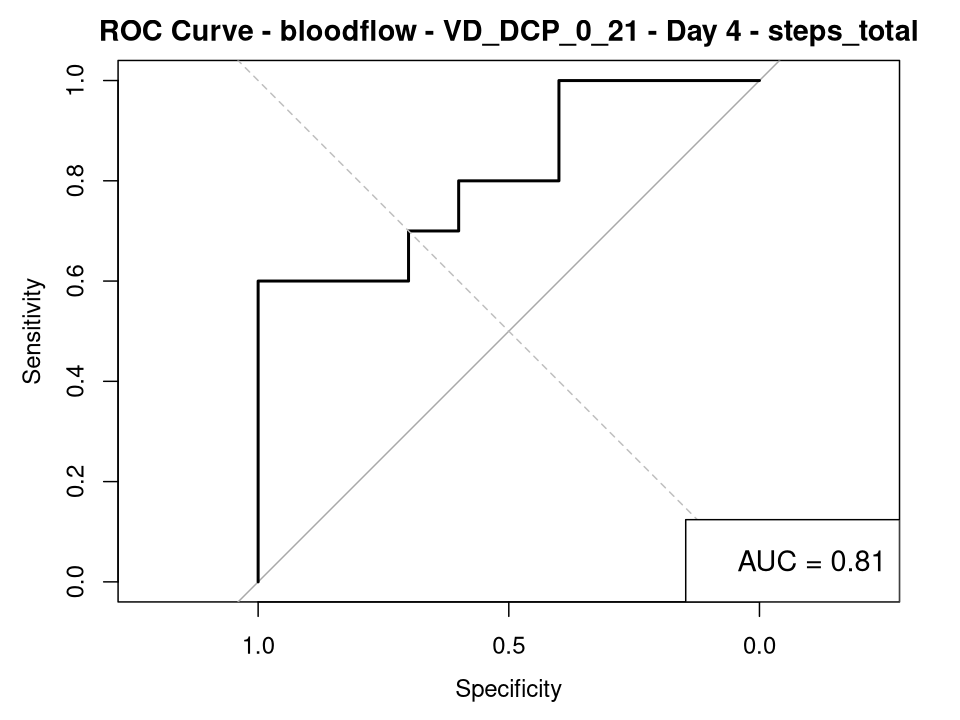 ROC Curve - bloodflow - VD_DCP_0_21 - Day 4 - steps_total
1.0
0.8
0.6
0.4
0.2
0.0
Sensitivity
AUC = 0.81
1.0 0.5 0.0
Specificity